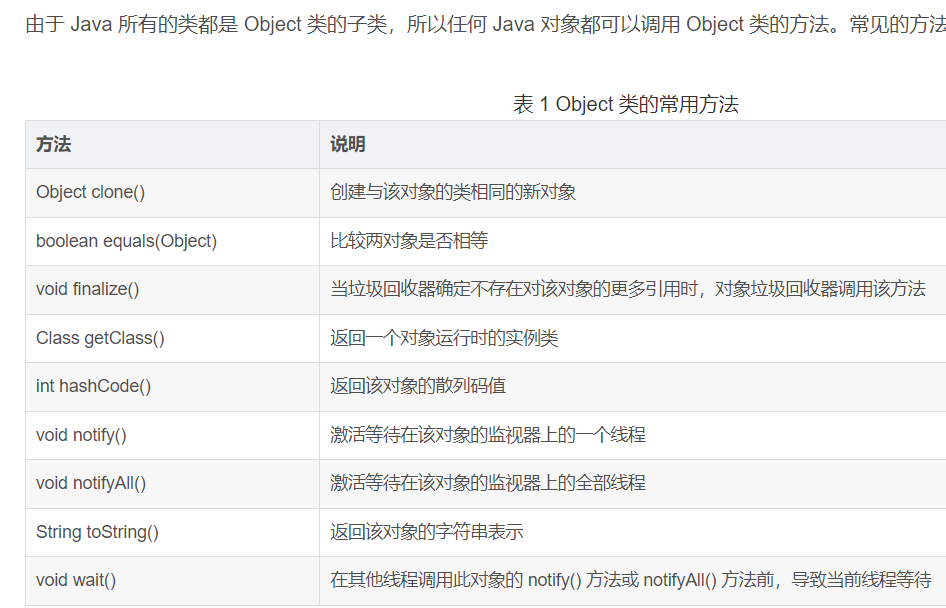 由于 Java 所有的类都是 Object 类的子类，所以任何 Java 对象都可以调用 Object 类的方法。常见的方法
表 1 Object 类的常用方法
方法 说明
Object clone() 创建与该对象的类相同的新对象
boolean equals(Object) 比较两对象是否相等
void finalize() 当垃圾回收器确定不存在对该对象的更多引用时，对象垃圾回收器调用该方法
Class getClass() 返回一个对象运行时的实例类
int hashCode() 返回该对象的散列码值
void notify() 激活等待在该对象的监视器上的一个线程
void notifyAll() 激活等待在该对象的监视器上的全部线程
String toString() 返回该对象的字符串表示
void wait() 在其他线程调用此对象的 notify() 方法或 notifyAll() 方法前，导致当前线程等待